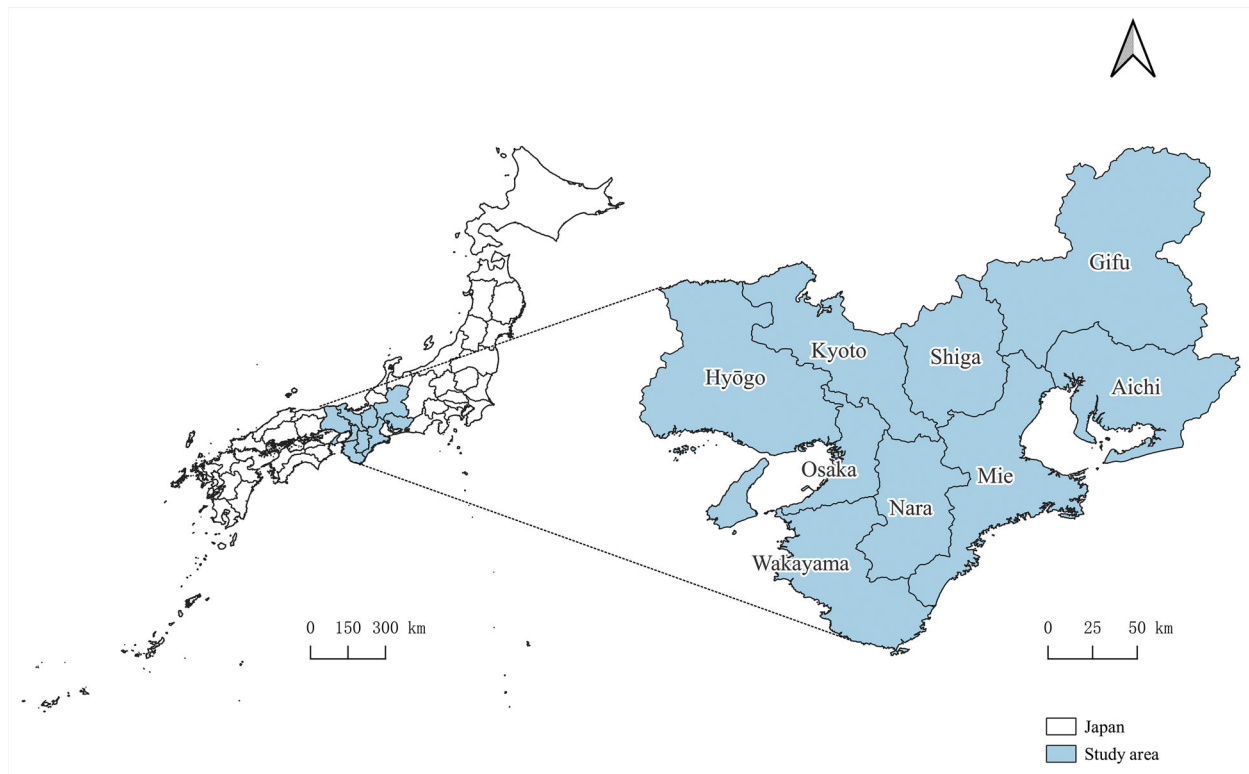 Gifu
Kyoto
Shiga
Hyōgo
Aichi
Osaka
Mie
Nara
Wakayama
0 150 300 km
0 25 50 km
Japan
Study area